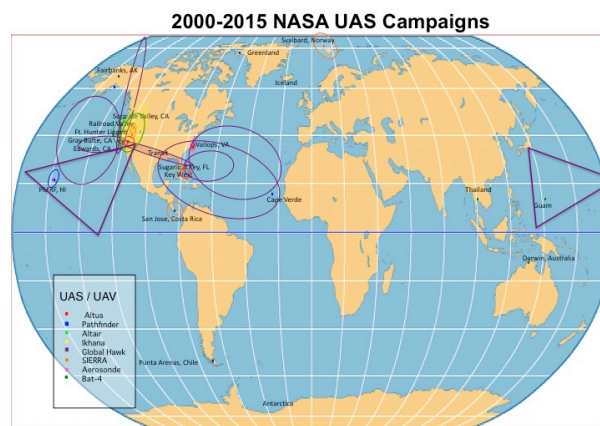 2000-2015 NASA UAS Campaigns
Svalbard, Norway
Greenland
Fairbanks, AK
Iceland
Railroad Valley
Ft. Hunter Liggett
Gray Butte, CA
Edwards, CA
Wallops, VA
Transit
Key West
PMRF, HI
Cape Verde
San Jose, Costa Rica
Thailand
Guam
Darwin, Australia
UAS / UAV
Altus
Pathfinder
Altair
Ikhana
Global Hawk
SIERRA
Aerosonde
Bat-4
Punta Arenas, Chile
Antarctica